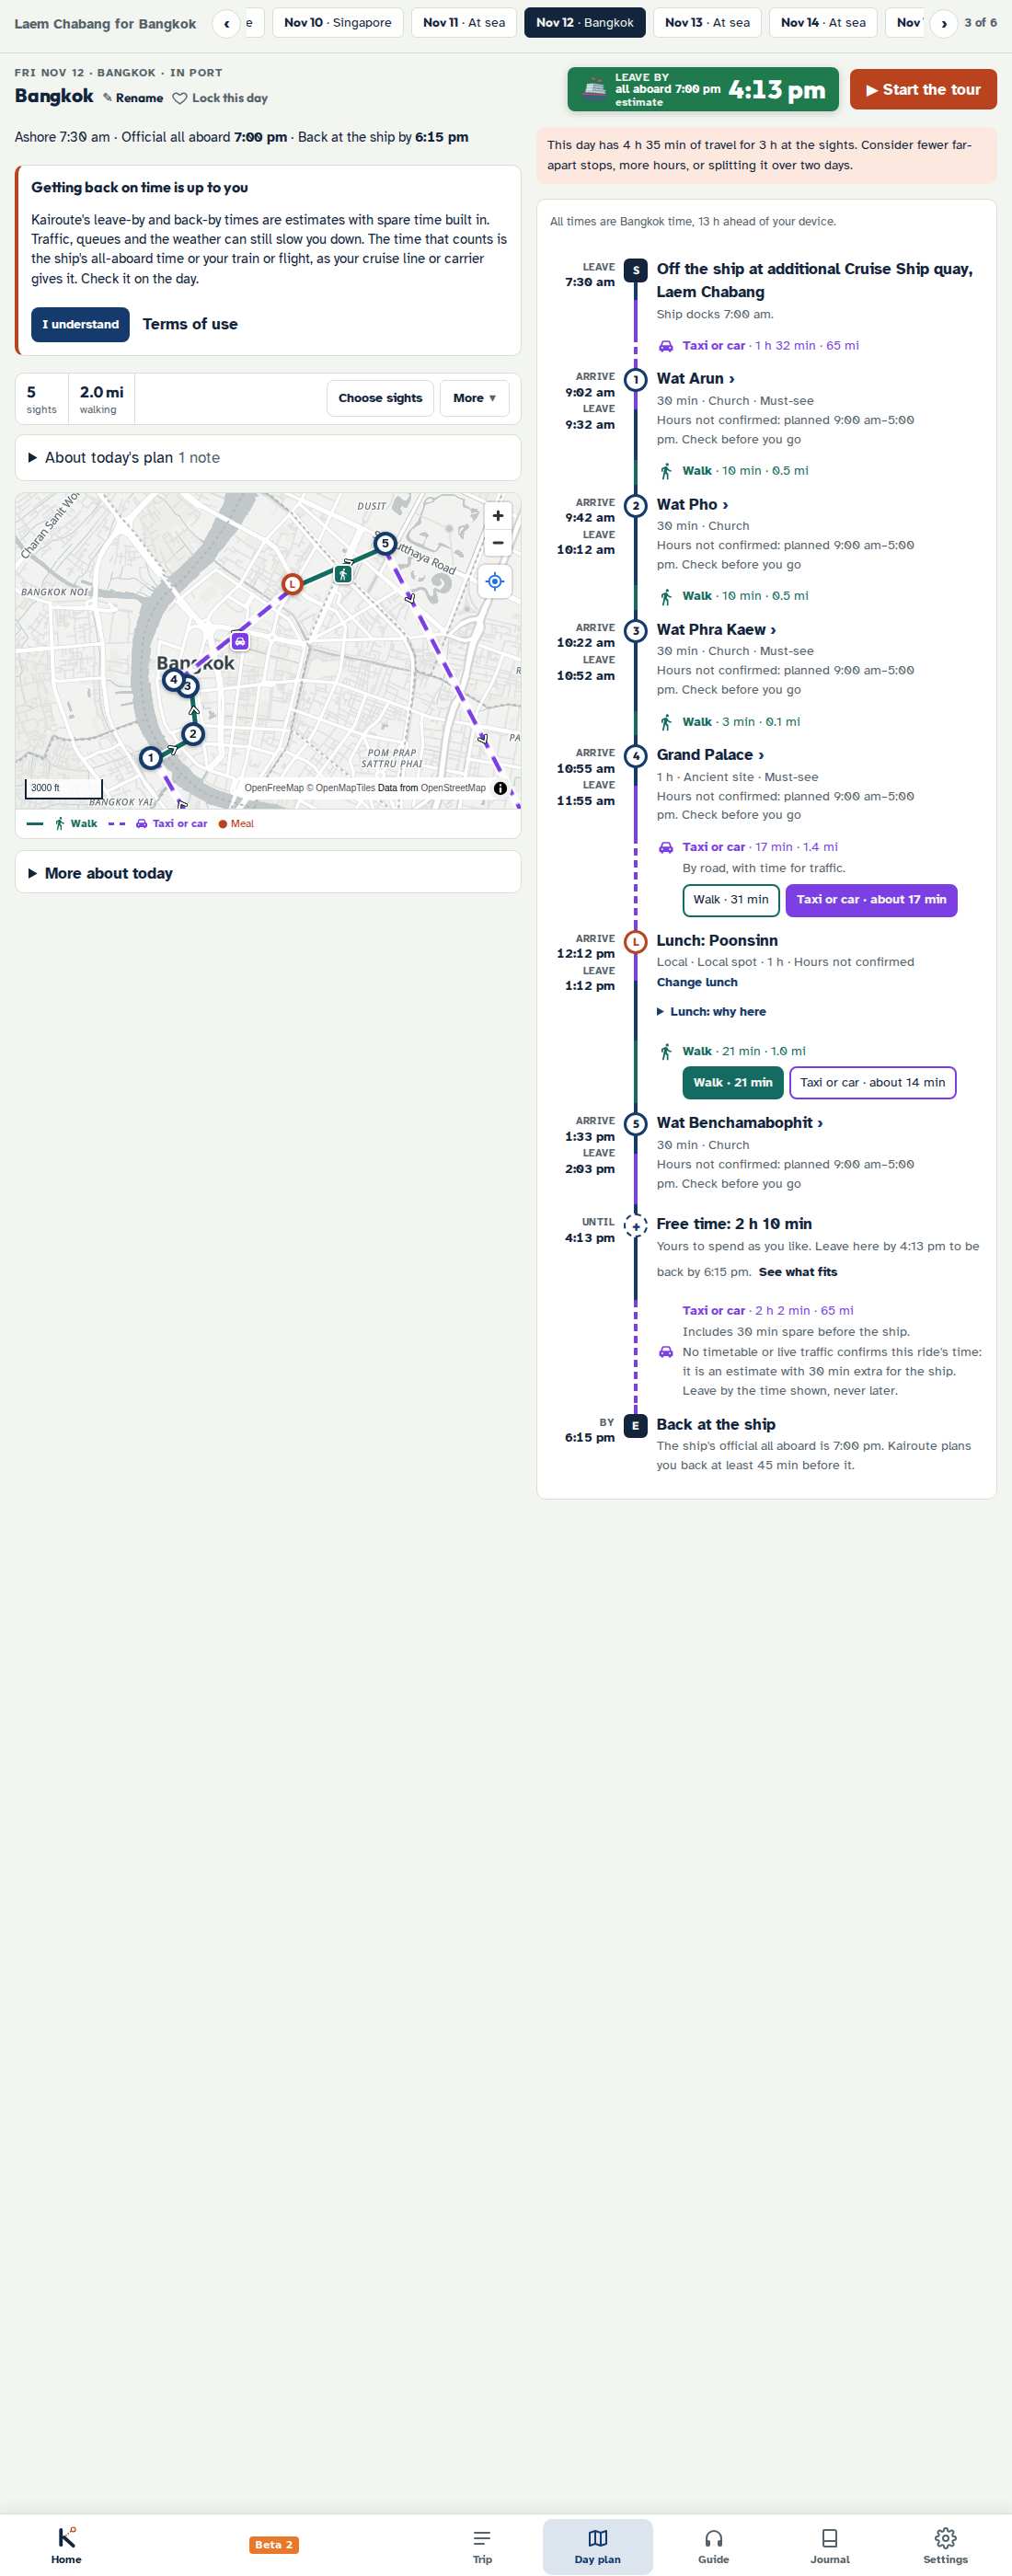 Laem Chabang for Bangkok
‹
e
Nov 10 · Singapore
Nov 11 · At sea
Nov 12 · Bangkok
Nov 13 · At sea
Nov 14 · At sea
Nov
›
3 of 6
FRI NOV 12 · BANGKOK · IN PORT
Bangkok ✎ Rename Lock this day
LEAVE BY
all aboard 7:00 pm
estimate
4:13 pm
▶ Start the tour
Ashore 7:30 am · Official all aboard 7:00 pm · Back at the ship by 6:15 pm
Getting back on time is up to you
Kairoute's leave-by and back-by times are estimates with spare time built in.
Traffic, queues and the weather can still slow you down. The time that counts is
the ship's all-aboard time or your train or flight, as your cruise line or carrier
gives it. Check it on the day.
I understand
Terms of use
5
sights
2.0 mi
walking
Choose sights
More ▼
▶ About today's plan 1 note
Charan Sanit Wo
DUSIT
utthaya Road
BANGKOK NOI
Bangkok
POM PRAP
SATTRU PHAI
PA
R
BANGKOK YAI
1
2
3
4
5
L
+
−
3000 ft
OpenFreeMap © OpenMapTiles Data from OpenStreetMap
Walk
Taxi or car
Meal
▶ More about today
This day has 4 h 35 min of travel for 3 h at the sights. Consider fewer far-
apart stops, more hours, or splitting it over two days.
All times are Bangkok time, 13 h ahead of your device.
LEAVE
7:30 am
S
Off the ship at additional Cruise Ship quay,
Laem Chabang
Ship docks 7:00 am.
Taxi or car · 1 h 32 min · 65 mi
ARRIVE
9:02 am
LEAVE
9:32 am
1
Wat Arun ›
30 min · Church · Must-see
Hours not confirmed: planned 9:00 am–5:00
pm. Check before you go
Walk · 10 min · 0.5 mi
ARRIVE
9:42 am
LEAVE
10:12 am
2
Wat Pho ›
30 min · Church
Hours not confirmed: planned 9:00 am–5:00
pm. Check before you go
Walk · 10 min · 0.5 mi
ARRIVE
10:22 am
LEAVE
10:52 am
3
Wat Phra Kaew ›
30 min · Church · Must-see
Hours not confirmed: planned 9:00 am–5:00
pm. Check before you go
Walk · 3 min · 0.1 mi
ARRIVE
10:55 am
LEAVE
11:55 am
4
Grand Palace ›
1 h · Ancient site · Must-see
Hours not confirmed: planned 9:00 am–5:00
pm. Check before you go
Taxi or car · 17 min · 1.4 mi
By road, with time for traffic.
Walk · 31 min
Taxi or car · about 17 min
ARRIVE
12:12 pm
LEAVE
1:12 pm
L
Lunch: Poonsinn
Local · Local spot · 1 h · Hours not confirmed
Change lunch
▶ Lunch: why here
Walk · 21 min · 1.0 mi
Walk · 21 min
Taxi or car · about 14 min
ARRIVE
1:33 pm
LEAVE
2:03 pm
5
Wat Benchamabophit ›
30 min · Church
Hours not confirmed: planned 9:00 am–5:00
pm. Check before you go
UNTIL
4:13 pm
+
Free time: 2 h 10 min
Yours to spend as you like. Leave here by 4:13 pm to be
back by 6:15 pm. See what fits
Taxi or car · 2 h 2 min · 65 mi
Includes 30 min spare before the ship.
No timetable or live traffic confirms this ride's time:
it is an estimate with 30 min extra for the ship.
Leave by the time shown, never later.
BY
6:15 pm
E
Back at the ship
The ship's official all aboard is 7:00 pm. Kairoute plans
you back at least 45 min before it.
Home
Beta 2
Trip
Day plan
Guide
Journal
Settings